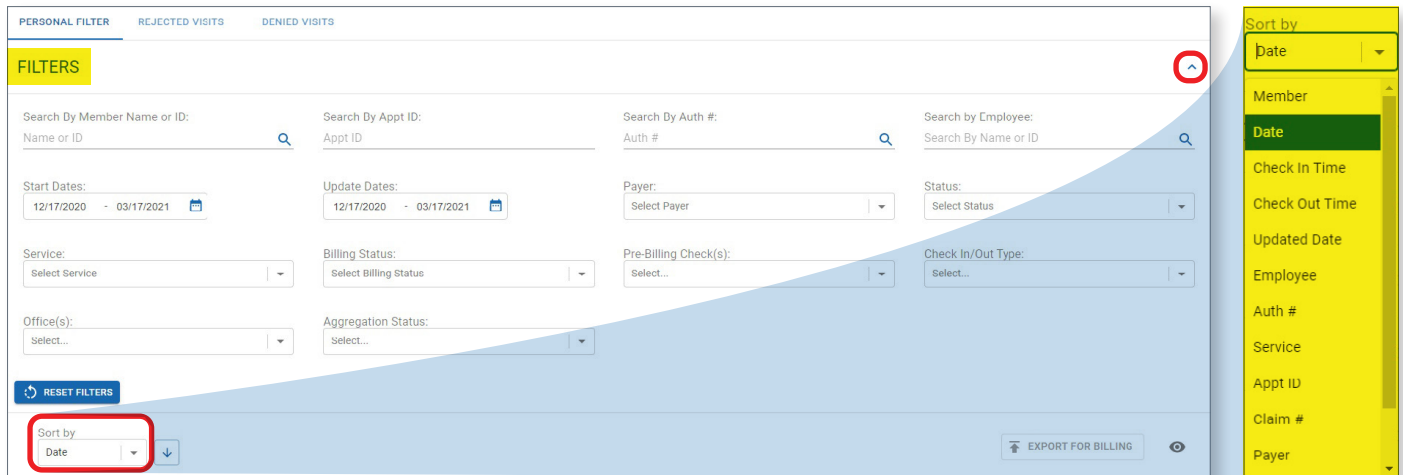 PERSONAL FILTER REJECTED VISITS DENIED VISITS
FILTERS
Search By Member Name or ID: Search By Appt ID: Search By Auth #: Search by Employee:
Name or ID Appt ID Auth # Search By Name or ID
Start Dates: Update Dates: Payer: Status:
12/17/2020 - 03/17/2021 12/17/2020 - 03/17/2021 Select Payer Select Status
Service: Billing Status: Pre-Billing Check(s): Check In/Out Type:
Select Service Select Billing Status Select... Select...
Office(s): Aggregation Status:
Select... Select...
RESET FILTERS
Sort by
Date EXPORT FOR BILLING
Sort by
Date
Member
Date
Check In Time
Check Out Time
Updated Date
Employee
Auth #
Service
Appt ID
Claim #
Payer